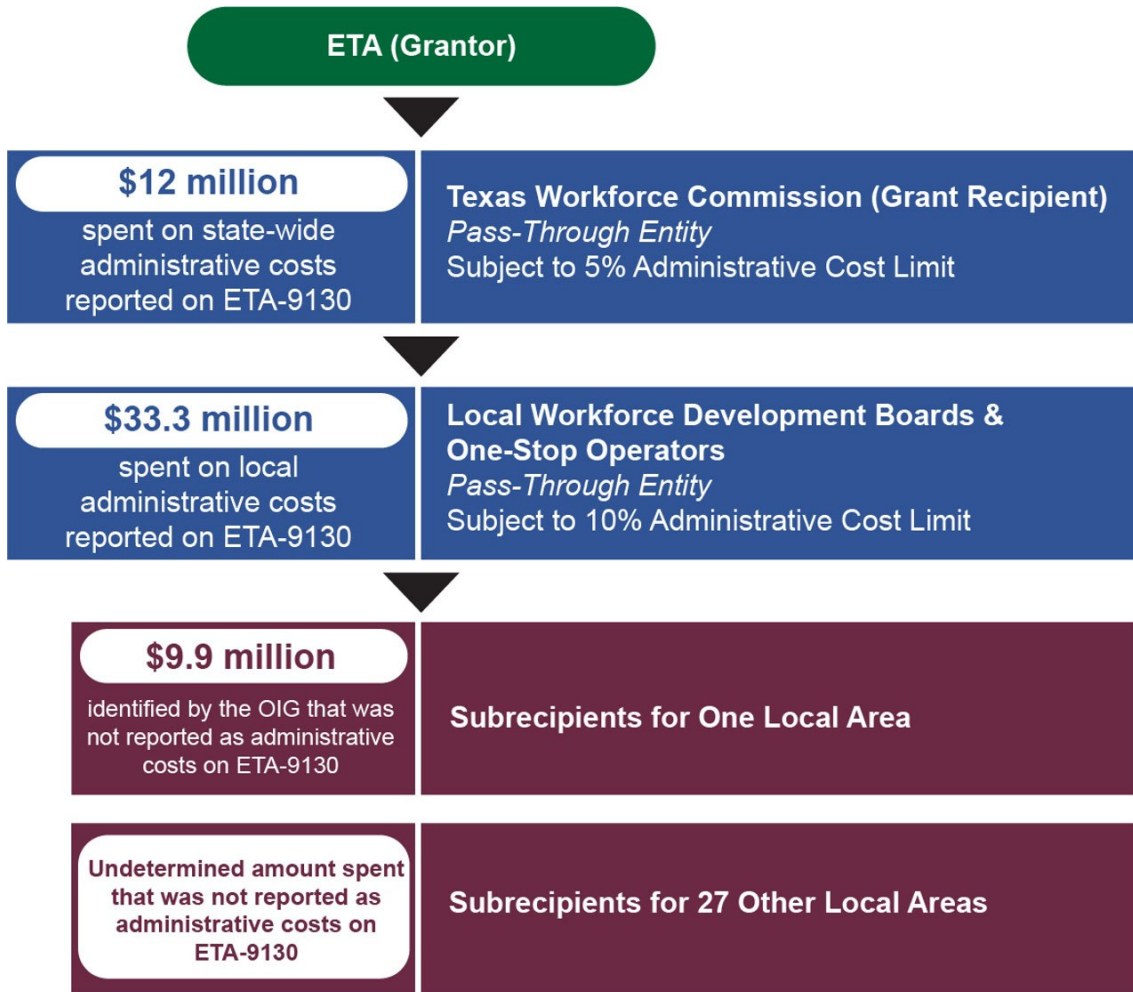 ETA (Grantor)
$12 million
spent on state-wide
administrative costs
reported on ETA-9130
Texas Workforce Commission (Grant Recipient)
Pass-Through Entity
Subject to 5% Administrative Cost Limit
$33.3 million
spent on local
administrative costs
reported on ETA-9130
Local Workforce Development Boards &
One-Stop Operators
Pass-Through Entity
Subject to 10% Administrative Cost Limit
$9.9 million
identified by the OIG that was
not reported as administrative
costs on ETA-9130
Subrecipients for One Local Area
Undetermined amount spent
that was not reported as
administrative costs on
ETA-9130
Subrecipients for 27 Other Local Areas